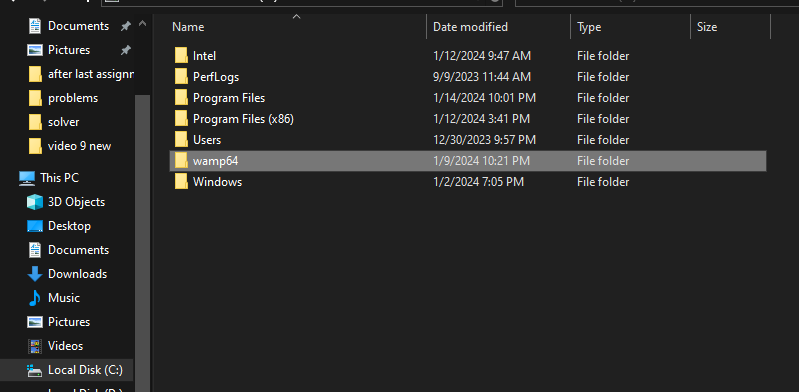 Documents
Pictures
after last assignn
problems
solver
video 9 new
This PC
3D Objects
Desktop
Documents
Downloads
Music
Pictures
Videos
Local Disk (C:)
Name Date modified Type Size
Intel 1/12/2024 9:47 AM File folder
PerfLogs 9/9/2023 11:44 AM File folder
Program Files 1/14/2024 10:01 PM File folder
Program Files (x86) 1/12/2024 3:41 PM File folder
Users 12/30/2023 9:57 PM File folder
wamp64 1/9/2024 10:21 PM File folder
Windows 1/2/2024 7:05 PM File folder